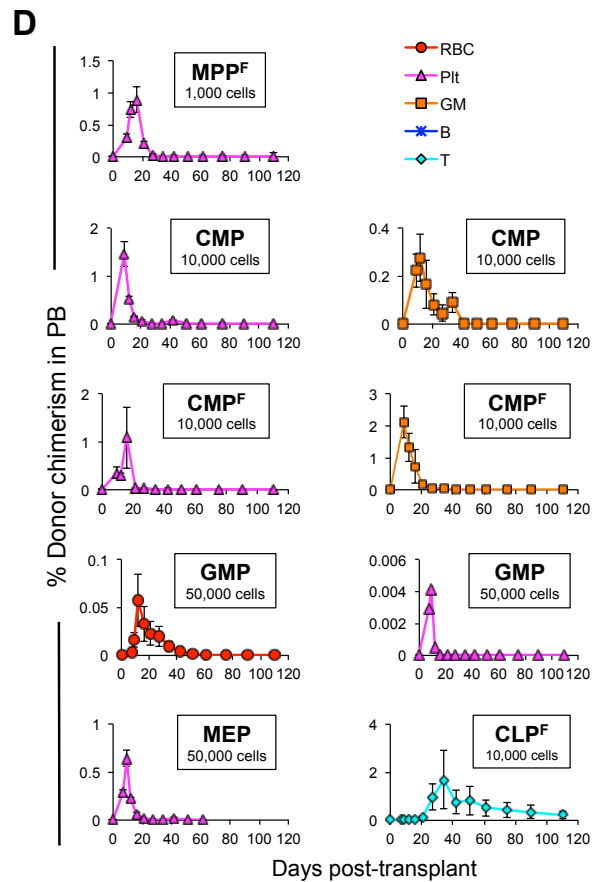 D
RBC
Plt
GM
B
T
% Donor chimerism in PB
MPPF
1,000 cells
1.5
1
0.5
0
0 20 40 60 80 100 120
CMP
10,000 cells
2
1
0
0 20 40 60 80 100 120
CMP
10,000 cells
0.4
0.2
0
0 20 40 60 80 100 120
CMPF
10,000 cells
2
1
0
0 20 40 60 80 100 120
CMPF
10,000 cells
3
2
1
0
0 20 40 60 80 100 120
GMP
50,000 cells
0.1
0.05
0
0 20 40 60 80 100 120
GMP
50,000 cells
0.006
0.004
0.002
0
0 20 40 60 80 100 120
MEP
50,000 cells
1
0.5
0
0 20 40 60 80 100 120
CLPF
10,000 cells
4
2
0
0 20 40 60 80 100 120
Days post-transplant